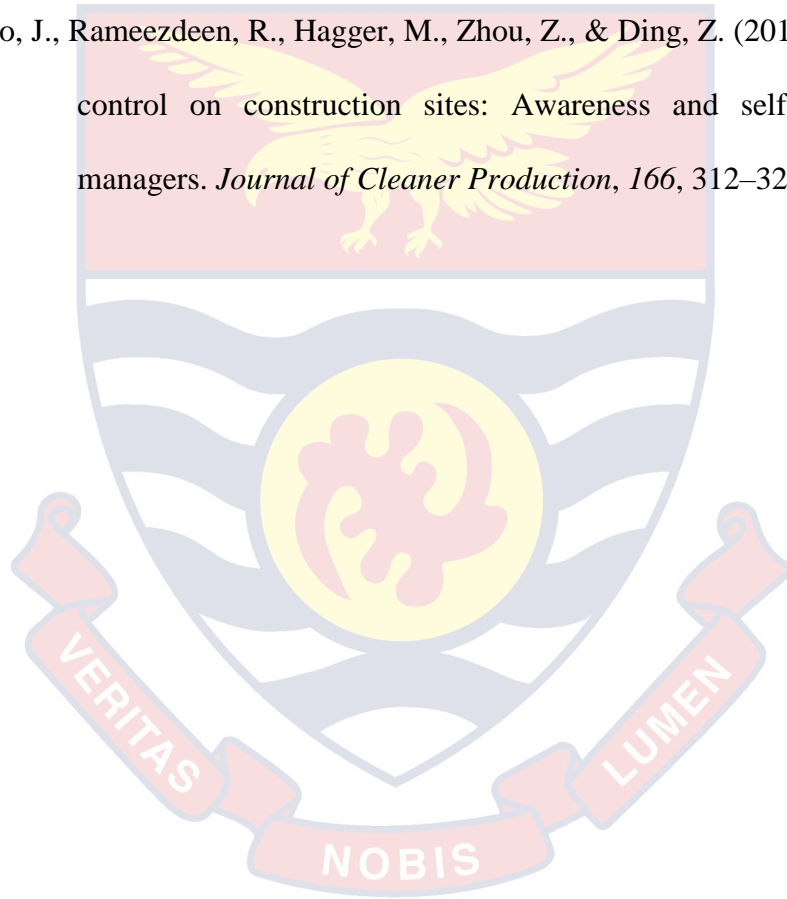 o, J., Rameezdeen, R., Hagger, M., Zhou, Z., & Ding, Z. (201
control on construction sites: Awareness and self
managers. Journal of Cleaner Production, 166, 312–32
VERITAS
NOBIS
LUMEN